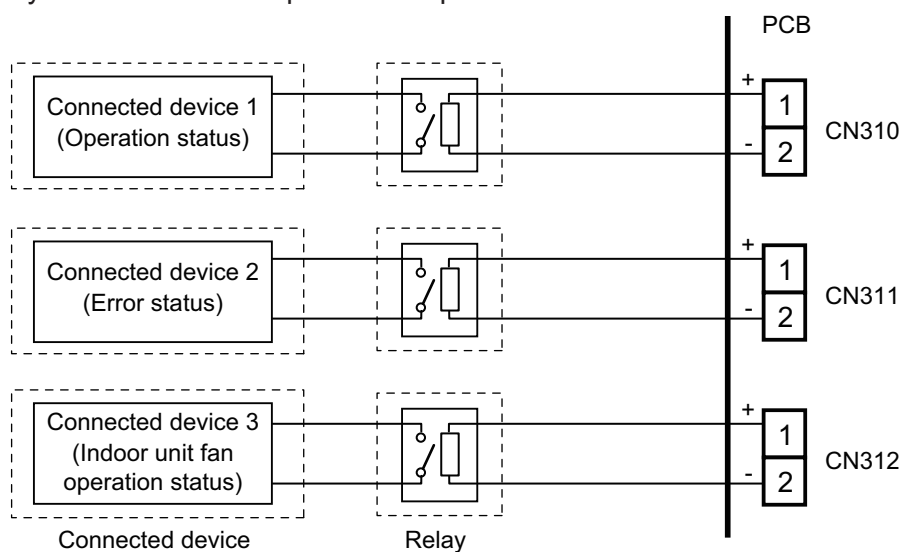 PCB
Connected device 1
(Operation status)
+
-
1
2
CN310
Connected device 2
(Error status)
+
-
1
2
CN311
Connected device 3
(Indoor unit fan
operation status)
+
-
1
2
CN312
Connected device
Relay